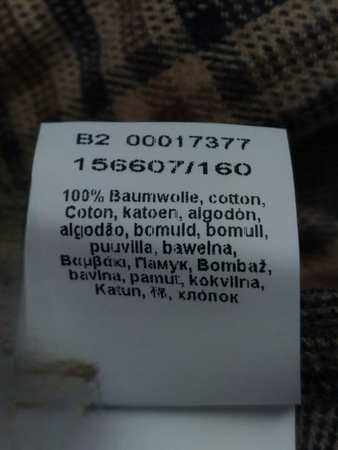 B2 00017377
156607/160
100% Baumwolle, cotton,
Coton, katoen, algodón,
algodão, bomuld, bomull,
puuvilla, bawełna,
Βαμβάκι, Памук, Bombaž,
bavlna, pamut, kokvilna,
Katun, 棉, хлопок